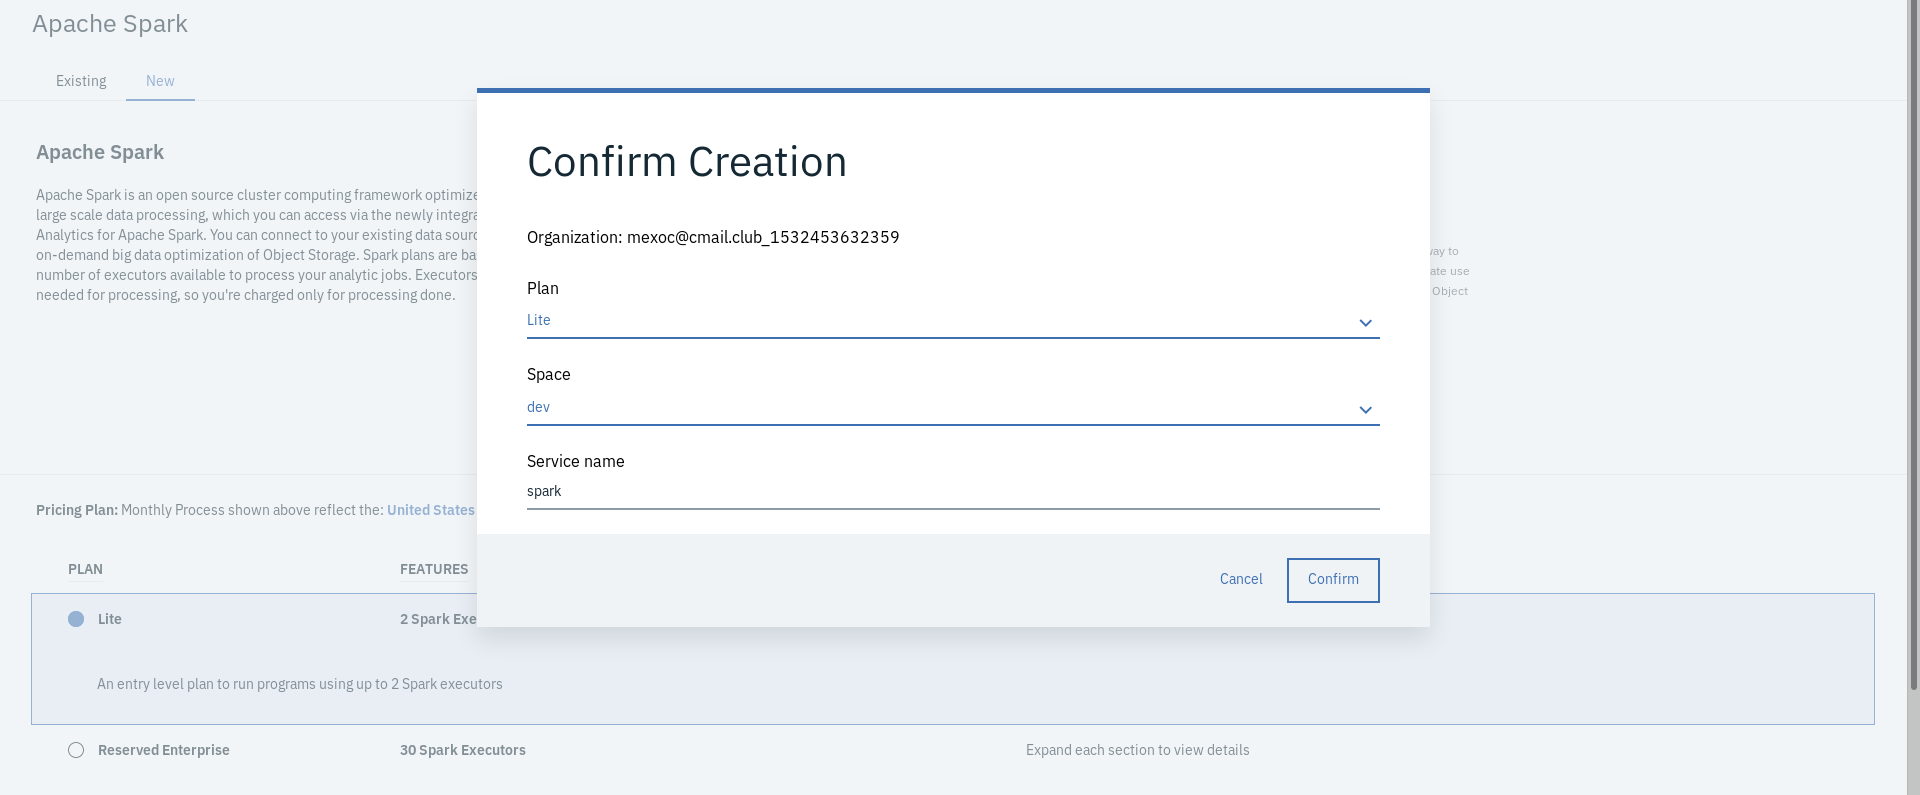 Apache Spark
Existing
New
Apache Spark
Apache Spark is an open source cluster computing framework optimize
large scale data processing, which you can access via the newly integra
Analytics for Apache Spark. You can connect to your existing data sourc
on-demand big data optimization of Object Storage. Spark plans are ba
number of executors available to process your analytic jobs. Executors
needed for processing, so you're charged only for processing done.
way to
ate use
Object
Confirm Creation
Organization: mexoc@cmail.club_1532453632359
Plan
Lite
Space
dev
Service name
spark
Cancel
Confirm
Pricing Plan: Monthly Process shown above reflect the: United States
PLAN
FEATURES
Lite
2 Spark Exe
An entry level plan to run programs using up to 2 Spark executors
Reserved Enterprise
30 Spark Executors
Expand each section to view details